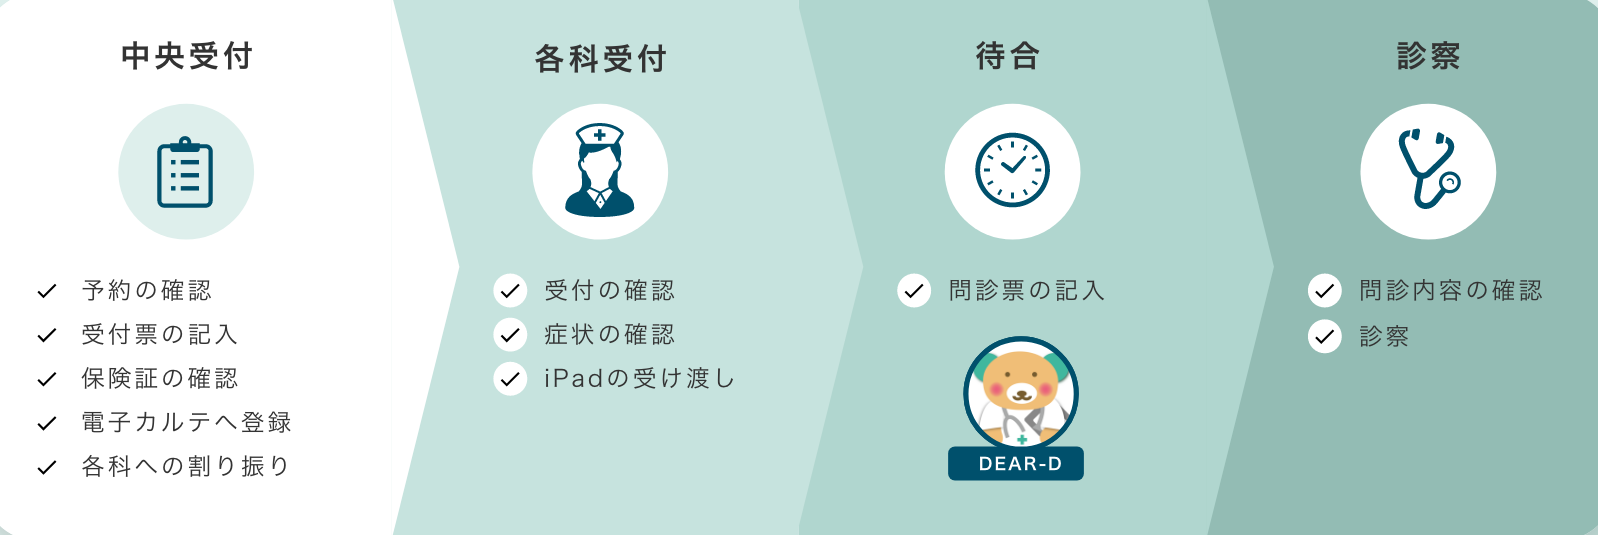 中央受付
予約の確認
受付票の記入
保険証の確認
電子カルテへ登録
各科への割り振り
各科受付
受付の確認
症状の確認
iPadの受け渡し
待合
問診票の記入
DEAR-D
診察
問診内容の確認
診察